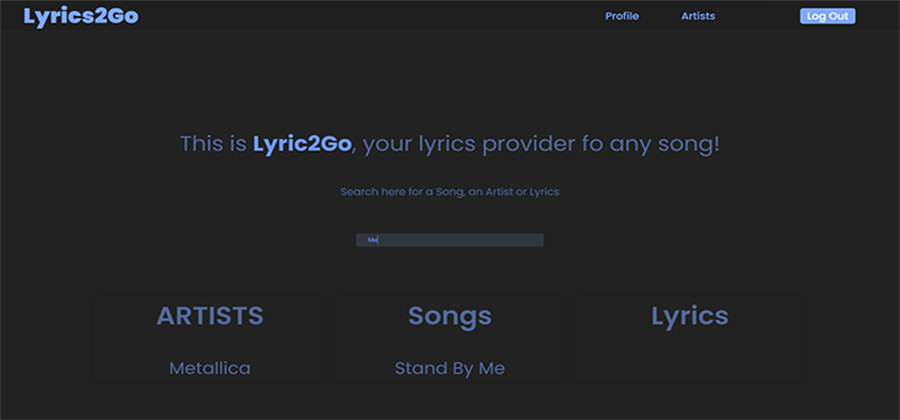 Lyrics2Go Profile Artists Log Out
This is Lyric2Go, your lyrics provider fo any song!
Search here for a Song, an Artist or Lyrics
Me
ARTISTS Songs Lyrics
Metallica Stand By Me